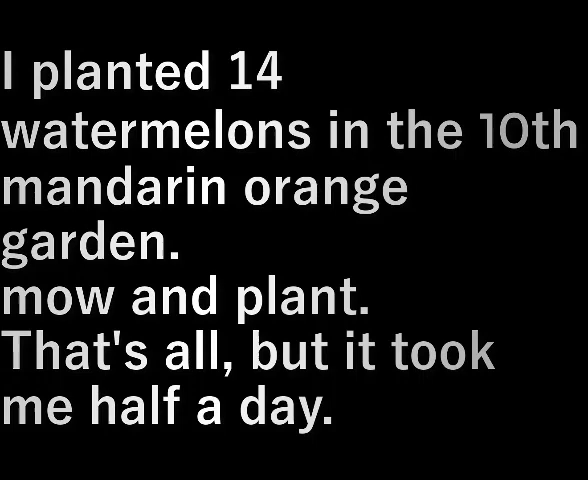 I planted 14
watermelons in the 10th
mandarin orange
garden.
mow and plant.
That's all, but it took
me half a day.